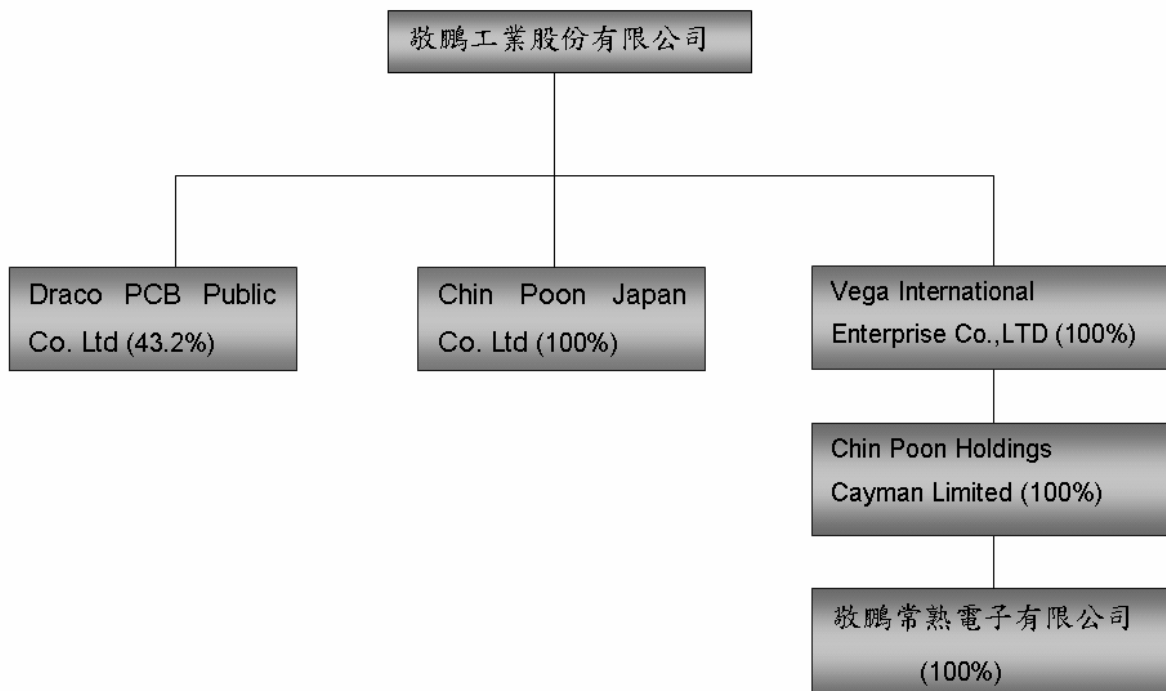 敬鵬工業股份有限公司
Draco PCB Public
Co. Ltd (43.2%)
Chin Poon Japan
Co. Ltd (100%)
Vega International
Enterprise Co.,LTD (100%)
Chin Poon Holdings
Cayman Limited (100%)
敬鵬常熟電子有限公司
(100%)